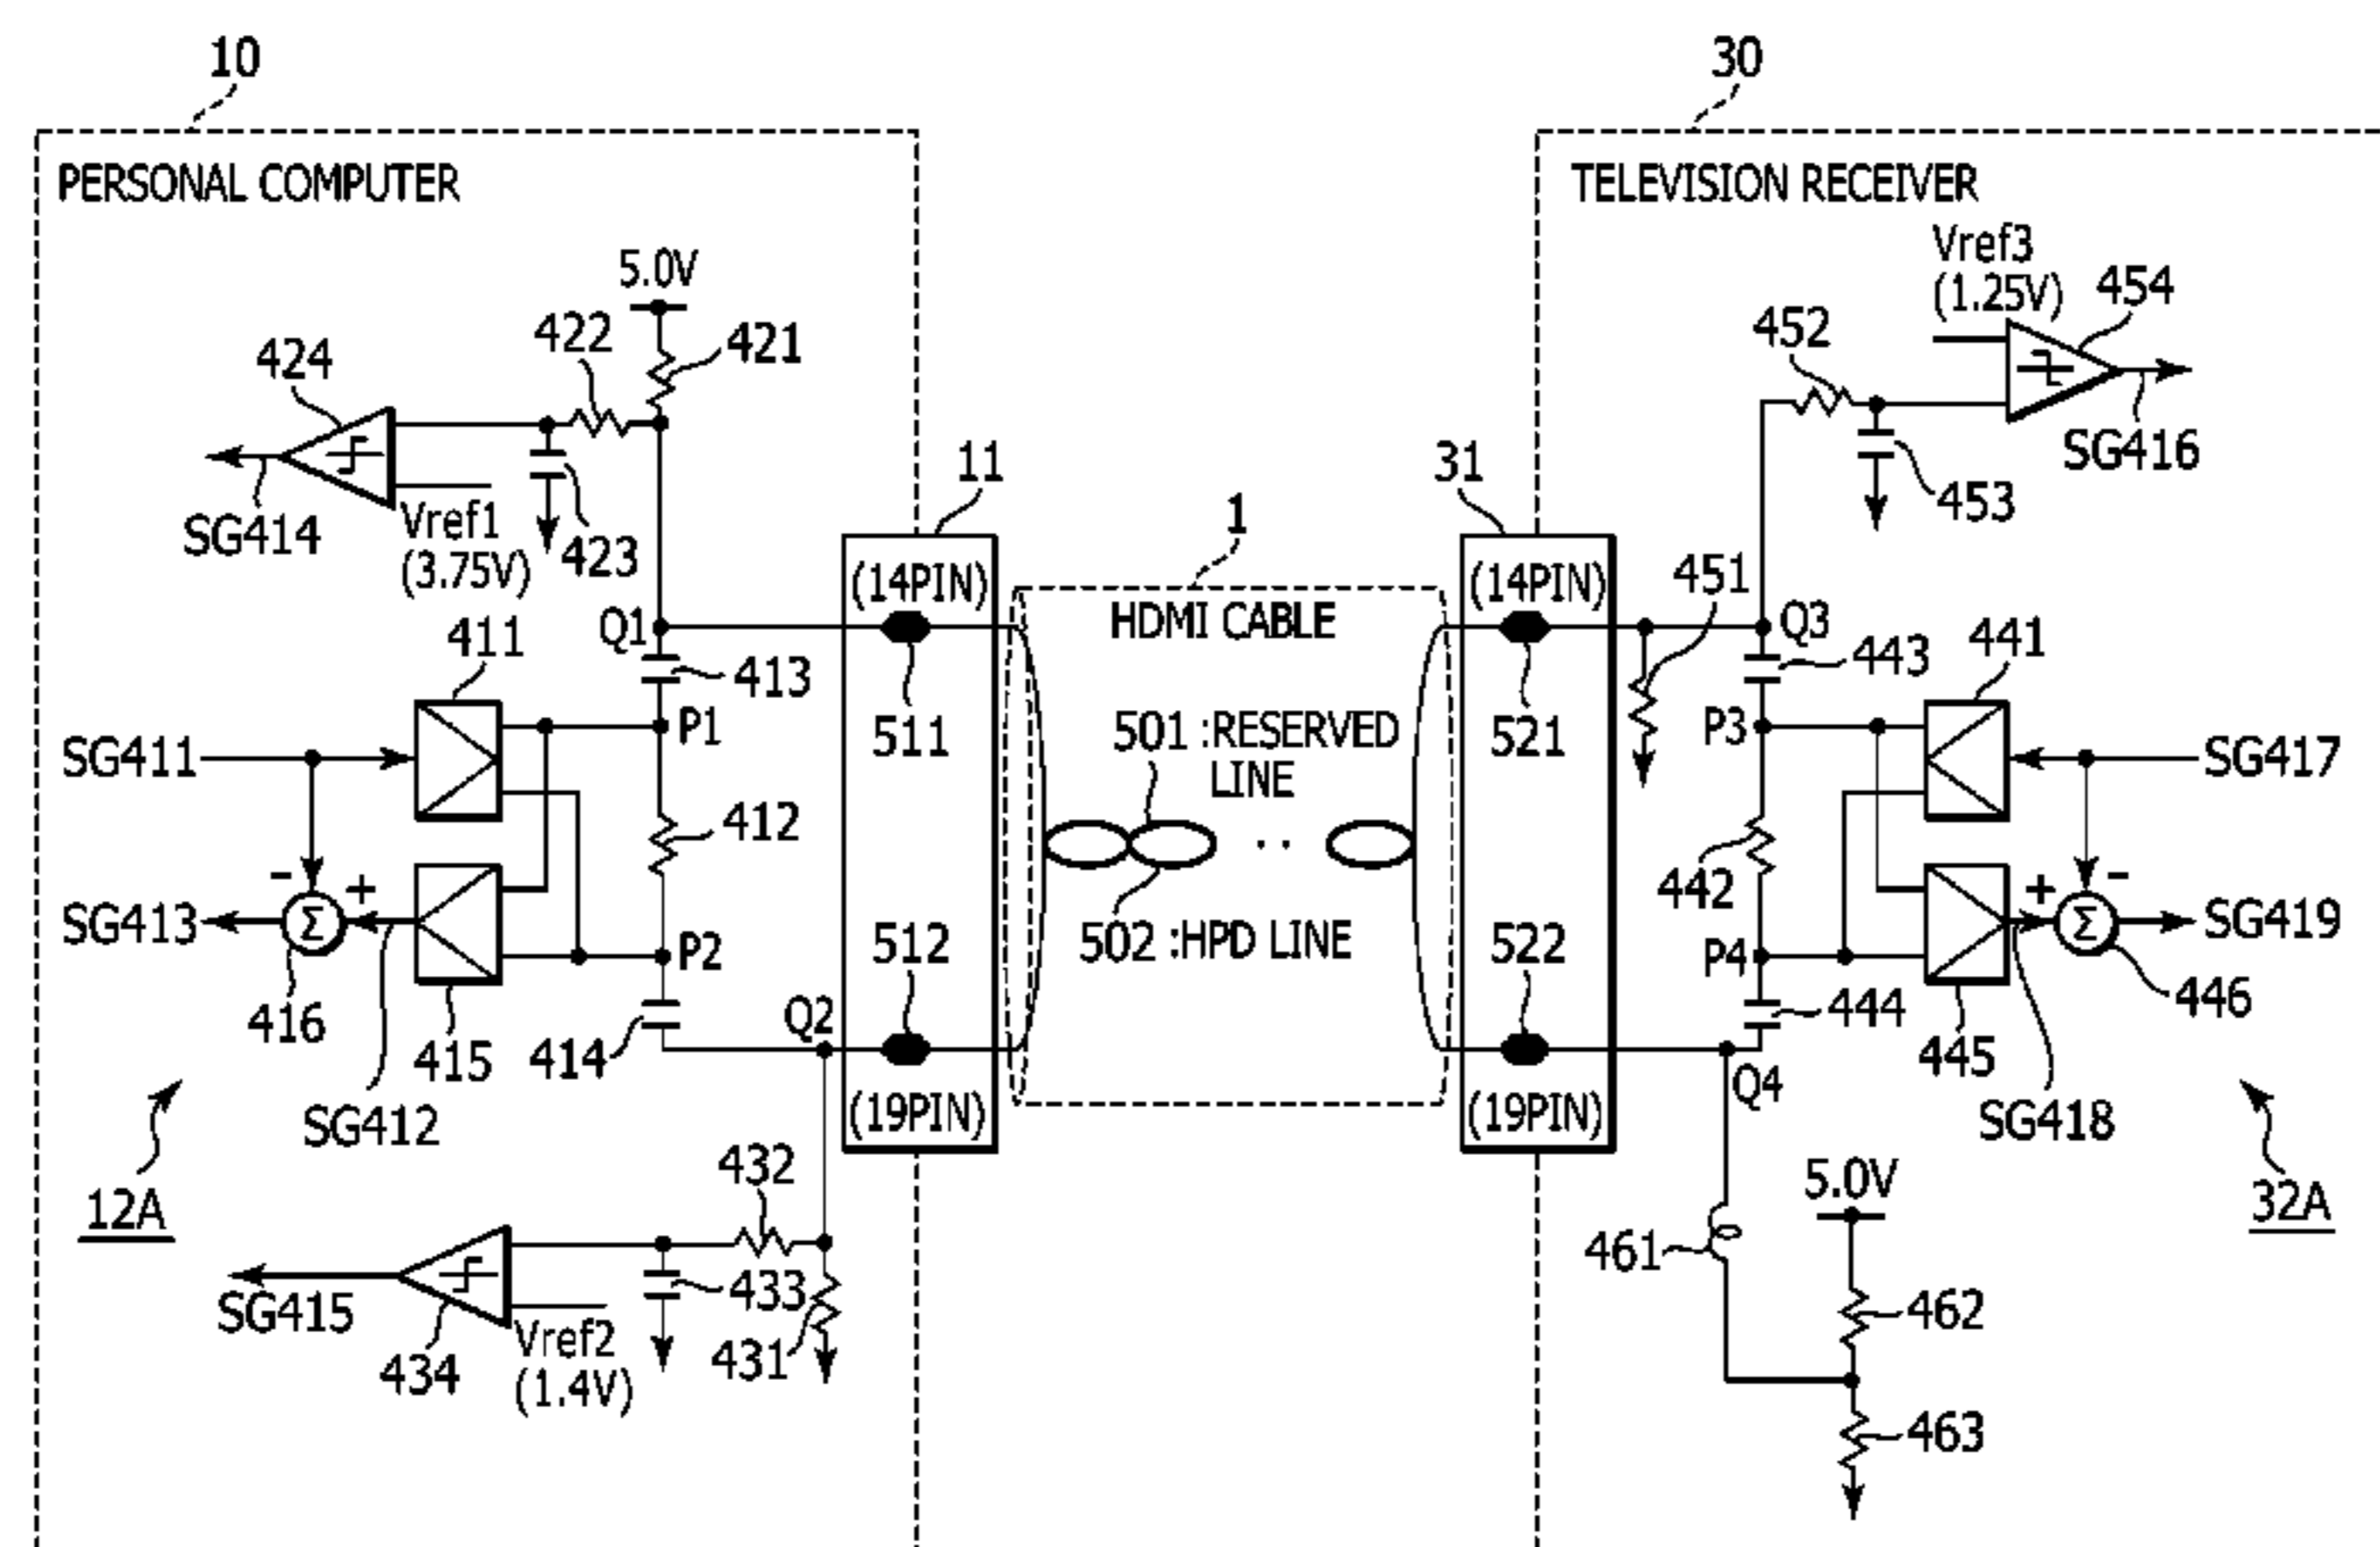 10
30
PERSONAL COMPUTER
TELEVISION RECEIVER
5.0V
422
421
424
SG414
Vref1
(3.75V)
423
Vref3
(1.25V)
454
452
SG416
453
11
31
1
(14PIN)
(14PIN)
HDMI CABLE
451
Q1
Q3
411
413
443
441
P1
P3
511
521
SG411
SG417
501 :RESERVED
LINE
412
442
502 :HPD LINE
- +
+ -
SG413
Σ
Σ
SG419
P2
P4
512
522
416
415
414
Q2
444
445
446
Q4
SG412
SG418
(19PIN)
(19PIN)
12A
32A
432
433
431
434
SG415
Vref2
(1.4V)
5.0V
461
462
463